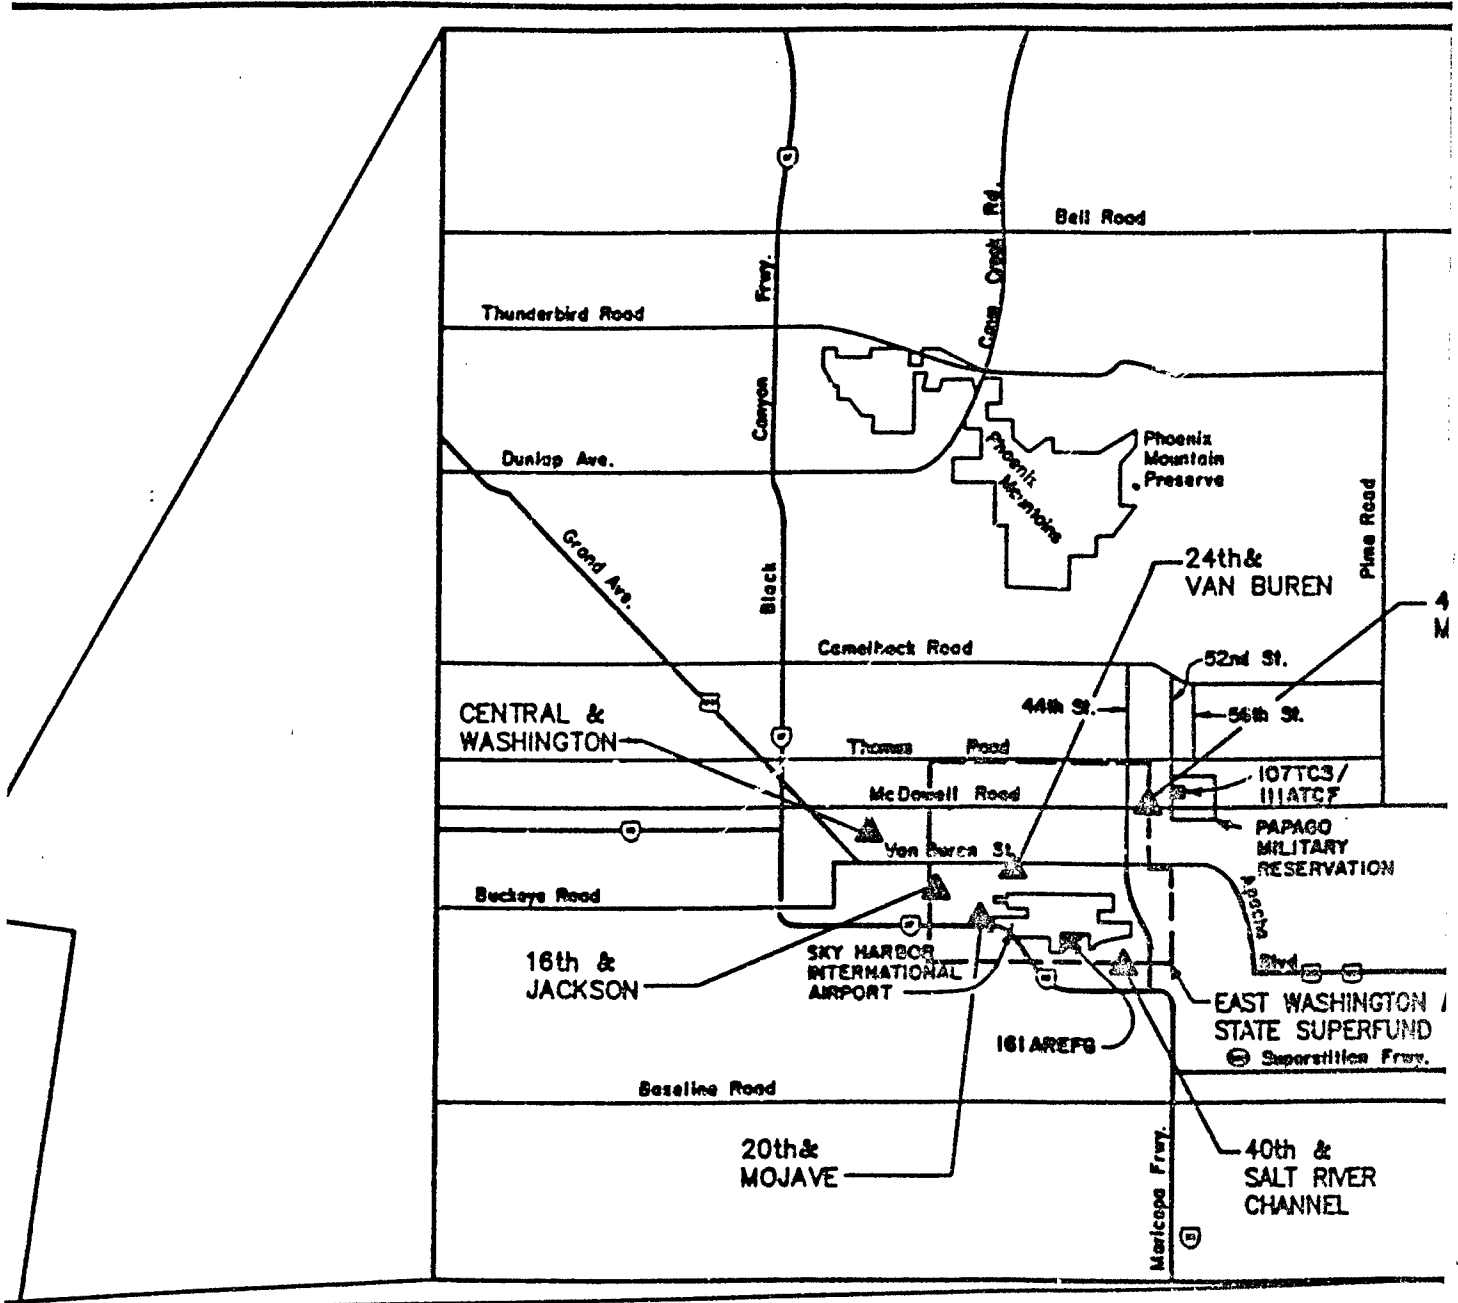 Bell Road
Cave Creek Rd.
Thunderbird Road
Black Canyon Frwy.
Dunlap Ave.
Phoenix
Mountains
Phoenix
Mountain
Preserve
Pima Road
Grand Ave.
24th&
VAN BUREN
4
M
Camelback Road
52nd St.
44th St.
56th St.
CENTRAL &
WASHINGTON
Thomas Road
107TCS/
111ATCF
McDowell Road
PAPAGO
MILITARY
RESERVATION
Van Buren St.
Buckeye Road
Apache Blvd
SKY HARBOR
INTERNATIONAL
AIRPORT
16th &
JACKSON
EAST WASHINGTON
STATE SUPERFUND
161 AREFG
Superstition Frwy.
Baseline Road
20th&
MOJAVE
40th &
SALT RIVER
CHANNEL
Maricopa Frwy.